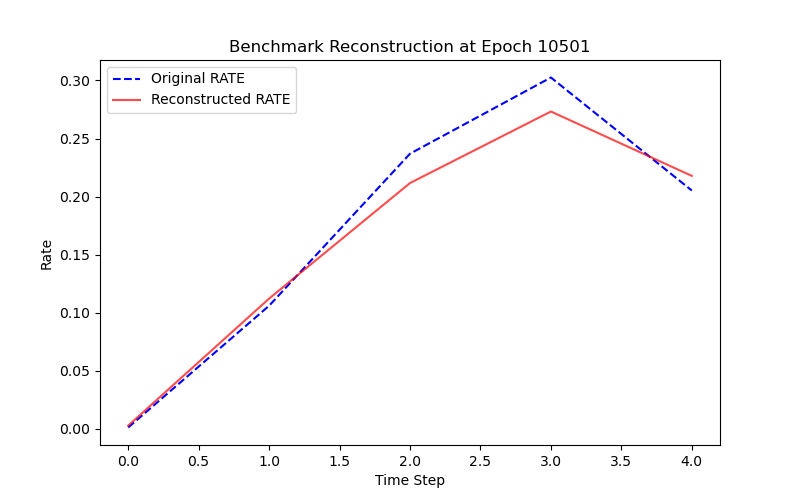 Benchmark Reconstruction at Epoch 10501
Original RATE
Reconstructed RATE
0.30
0.25
0.20
0.15
0.10
0.05
0.00
Rate
0.0 0.5 1.0 1.5 2.0 2.5 3.0 3.5 4.0
Time Step